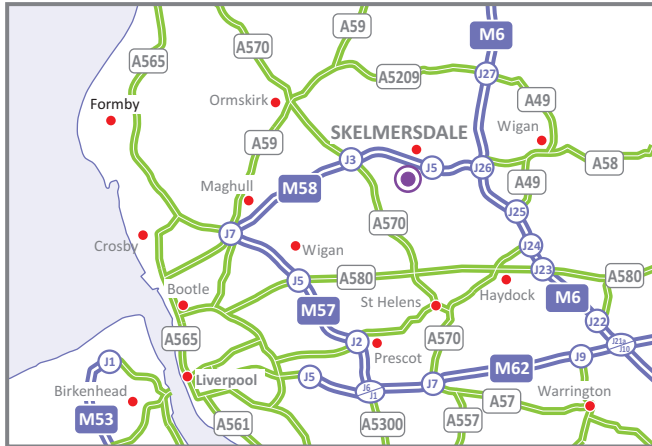 A59
M6
A565
A570
A5209
J27
Formby
Ormskirk
A49
SKELMERSDALE
Wigan
A59
J3
J5
J26
A58
Maghull
M58
A49
A570
J25
J7
Crosby
Wigan
J24
J5
A580
J23
A580
Bootle
St Helens
Haydock
M57
M6
J22
A565
J2
A570
J21a
J10
Prescot
J1
J9
M62
Liverpool
J5
J6
J1
J7
Birkenhead
Warrington
M53
A561
A5300
A557
A57